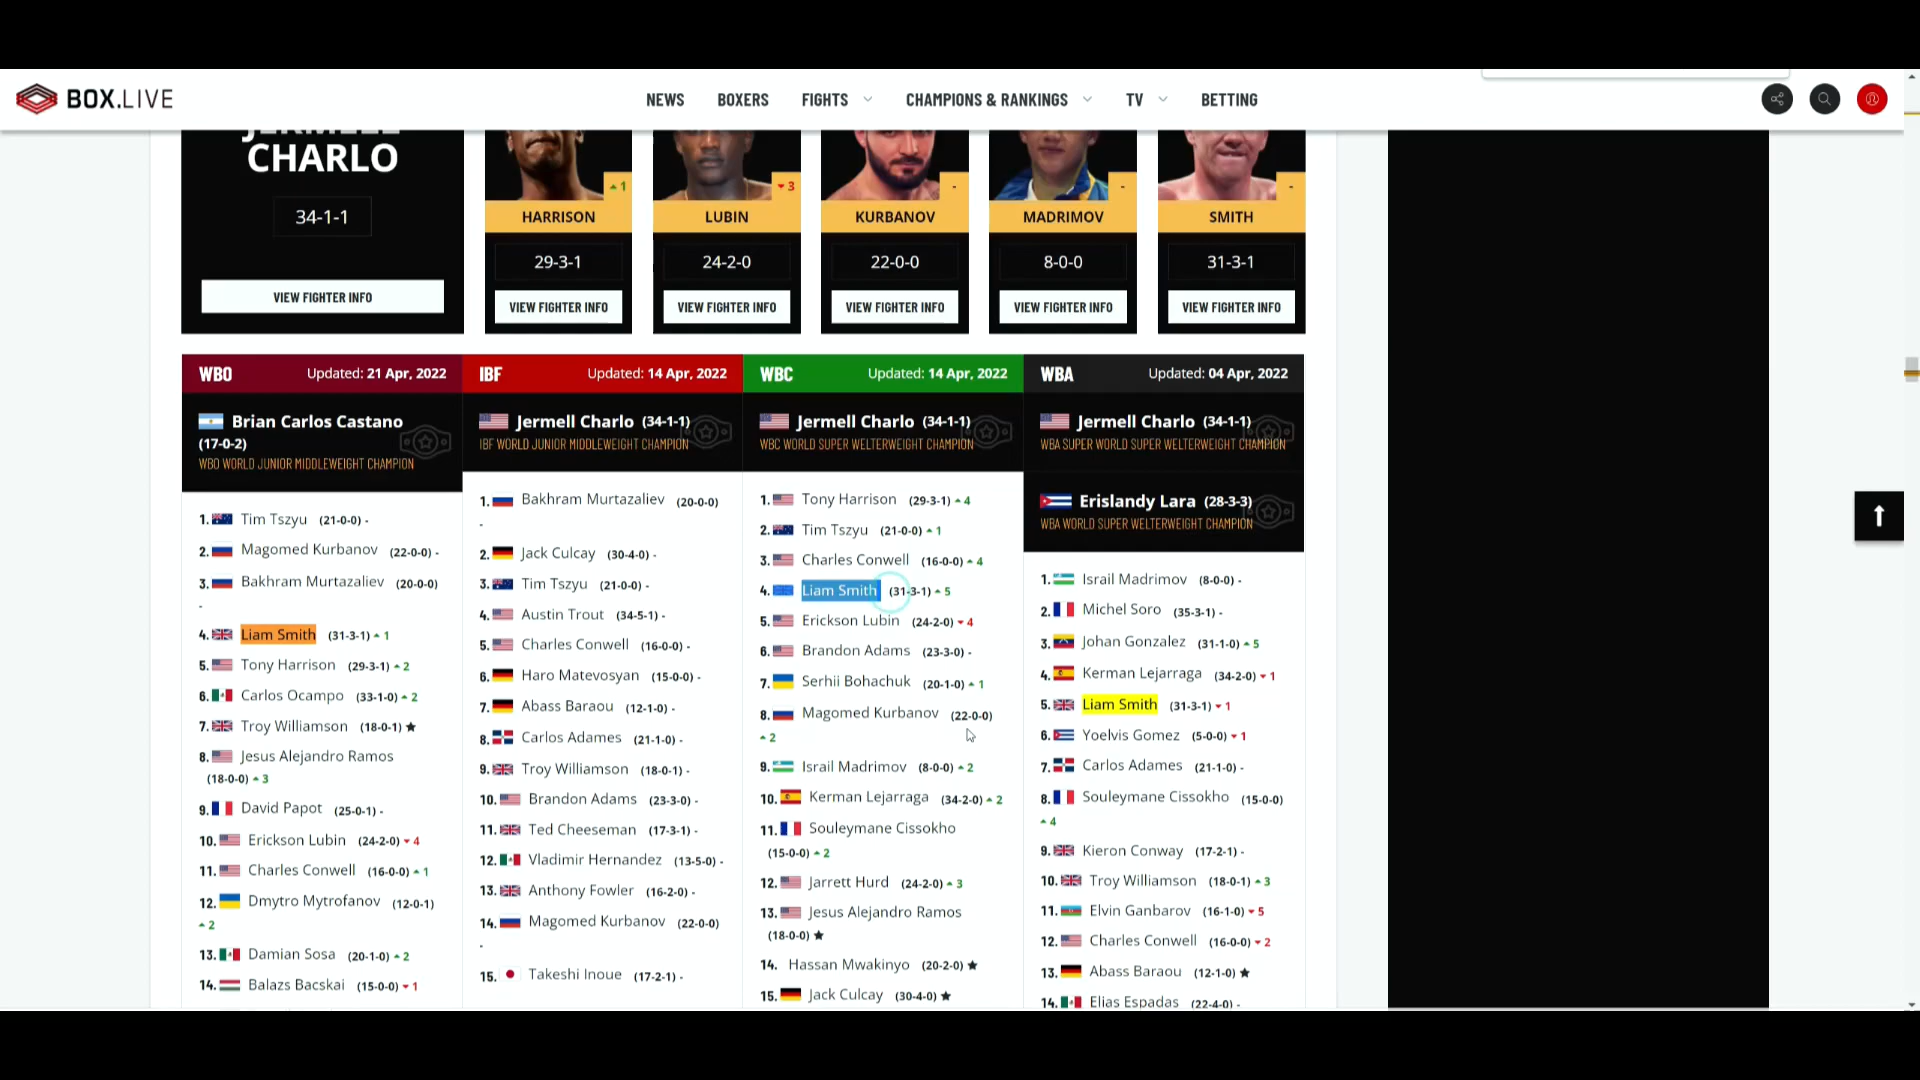 BOX.LIVE
NEWS
BOXERS
FIGHTS
CHAMPIONS & RANKINGS
TV
BETTING
JERMELL
CHARLO
34-1-1
VIEW FIGHTER INFO
1
HARRISON
29-3-1
VIEW FIGHTER INFO
3
LUBIN
24-2-0
VIEW FIGHTER INFO
-
KURBANOV
22-0-0
VIEW FIGHTER INFO
-
MADRIMOV
8-0-0
VIEW FIGHTER INFO
-
SMITH
31-3-1
VIEW FIGHTER INFO
WBO Updated: 21 Apr, 2022
Brian Carlos Castano
(17-0-2)
WBO WORLD JUNIOR MIDDLEWEIGHT CHAMPION
1. Tim Tszyu (21-0-0) -
2. Magomed Kurbanov (22-0-0) -
3. Bakhram Murtazaliev (20-0-0)
-
4. Liam Smith (31-3-1) 1
5. Tony Harrison (29-3-1) 2
6. Carlos Ocampo (33-1-0) 2
7. Troy Williamson (18-0-1) ★
8. Jesus Alejandro Ramos
(18-0-0) 3
9. David Papot (25-0-1) -
10. Erickson Lubin (24-2-0) 4
11. Charles Conwell (16-0-0) 1
12. Dmytro Mytrofanov (12-0-1)
2
13. Damian Sosa (20-1-0) 2
14. Balazs Bacskai (15-0-0) 1
IBF Updated: 14 Apr, 2022
Jermell Charlo (34-1-1)
IBF WORLD JUNIOR MIDDLEWEIGHT CHAMPION
1. Bakhram Murtazaliev (20-0-0)
-
2. Jack Culcay (30-4-0) -
3. Tim Tszyu (21-0-0) -
4. Austin Trout (34-5-1) -
5. Charles Conwell (16-0-0) -
6. Haro Matevosyan (15-0-0) -
7. Abass Baraou (12-1-0) -
8. Carlos Adames (21-1-0) -
9. Troy Williamson (18-0-1) -
10. Brandon Adams (23-3-0) -
11. Ted Cheeseman (17-3-1) -
12. Vladimir Hernandez (13-5-0) -
13. Anthony Fowler (16-2-0) -
14. Magomed Kurbanov (22-0-0)
-
15. Takeshi Inoue (17-2-1) -
WBC Updated: 14 Apr, 2022
Jermell Charlo (34-1-1)
WBC WORLD SUPER WELTERWEIGHT CHAMPION
1. Tony Harrison (29-3-1) 4
2. Tim Tszyu (21-0-0) 1
3. Charles Conwell (16-0-0) 4
4. Liam Smith (31-3-1) 5
5. Erickson Lubin (24-2-0) 4
6. Brandon Adams (23-3-0) -
7. Serhii Bohachuk (20-1-0) 1
8. Magomed Kurbanov (22-0-0)
2
9. Israil Madrimov (8-0-0) 2
10. Kerman Lejarraga (34-2-0) 2
11. Souleymane Cissokho
(15-0-0) 2
12. Jarrett Hurd (24-2-0) 3
13. Jesus Alejandro Ramos
(18-0-0) ★
14. Hassan Mwakinyo (20-2-0) ★
15. Jack Culcay (30-4-0) ★
WBA Updated: 04 Apr, 2022
Jermell Charlo (34-1-1)
WBA SUPER WORLD SUPER WELTERWEIGHT CHAMPION
Erislandy Lara (28-3-3)
WBA WORLD SUPER WELTERWEIGHT CHAMPION
1. Israil Madrimov (8-0-0) -
2. Michel Soro (35-3-1) -
3. Johan Gonzalez (31-1-0) 5
4. Kerman Lejarraga (34-2-0) 1
5. Liam Smith (31-3-1) 1
6. Yoelvis Gomez (5-0-0) 1
7. Carlos Adames (21-1-0) -
8. Souleymane Cissokho (15-0-0)
4
9. Kieron Conway (17-2-1) -
10. Troy Williamson (18-0-1) 3
11. Elvin Ganbarov (16-1-0) 5
12. Charles Conwell (16-0-0) 2
13. Abass Baraou (12-1-0) ★
14. Elias Espadas (22-4-0) -